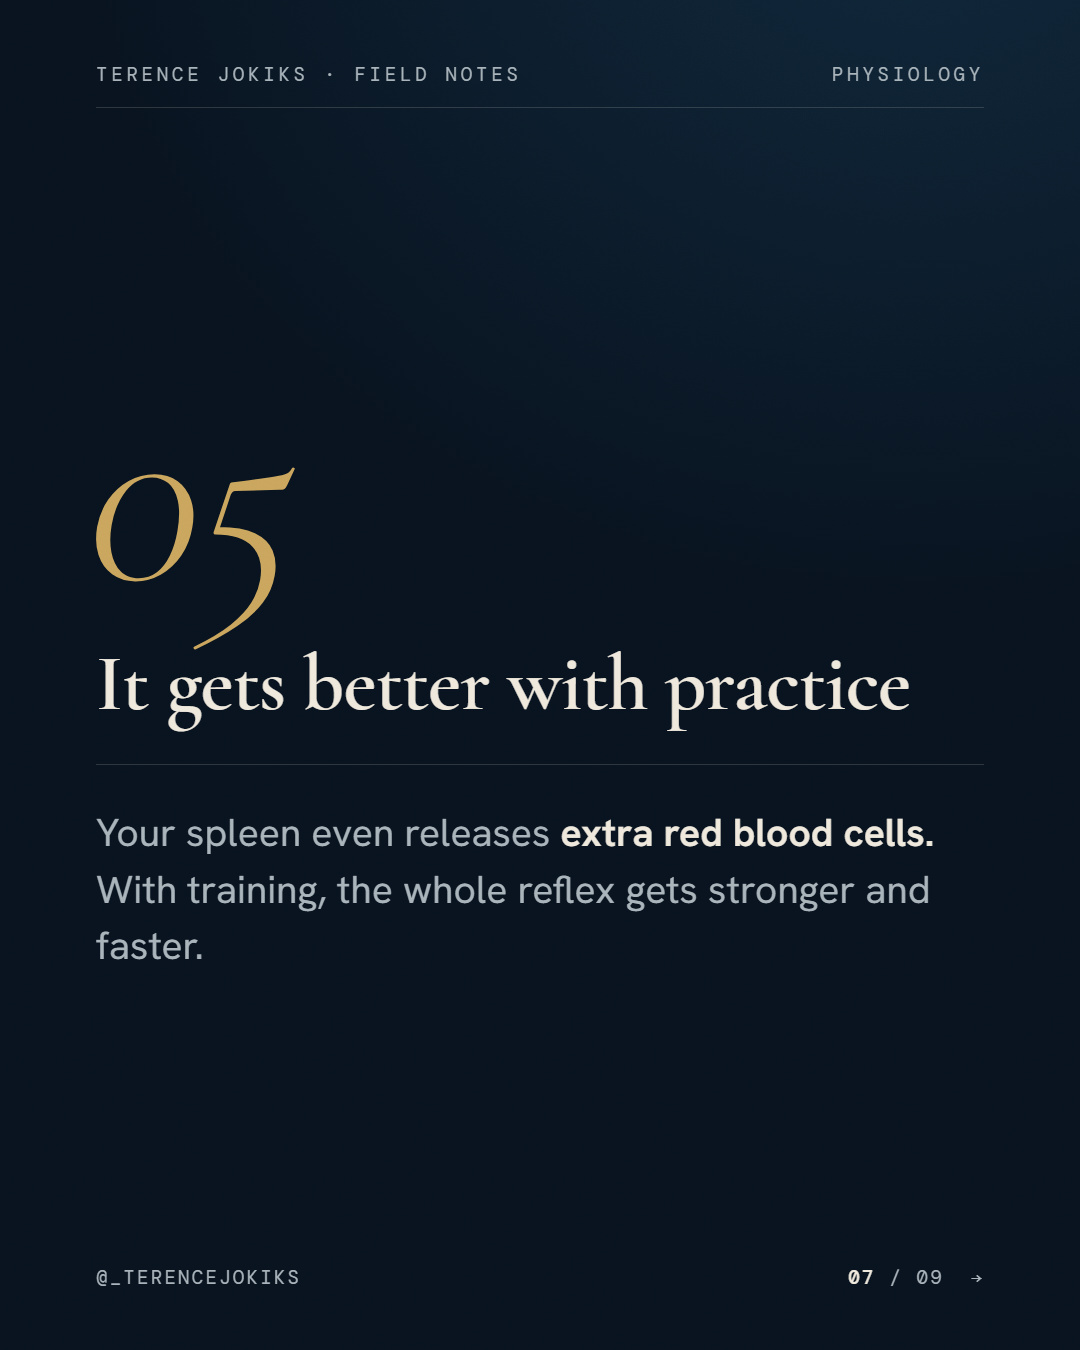 TERENCE JOKIKS · FIELD NOTES
PHYSIOLOGY
05
It gets better with practice
Your spleen even releases extra red blood cells.
With training, the whole reflex gets stronger and
faster.
@_TERENCEJOKIKS
07 / 09 →